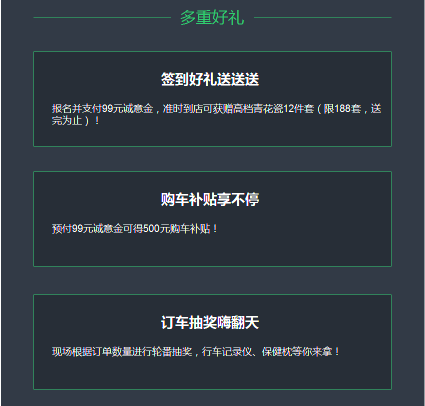 多重好礼
签到好礼送送送
报名并支付99元诚意金，准时到店可获赠高档青花瓷12件套（限188套，送
完为止）！
购车补贴享不停
预付99元诚意金可得500元购车补贴！
订车抽奖嗨翻天
现场根据订单数量进行轮番抽奖，行车记录仪、保健枕等你来拿！